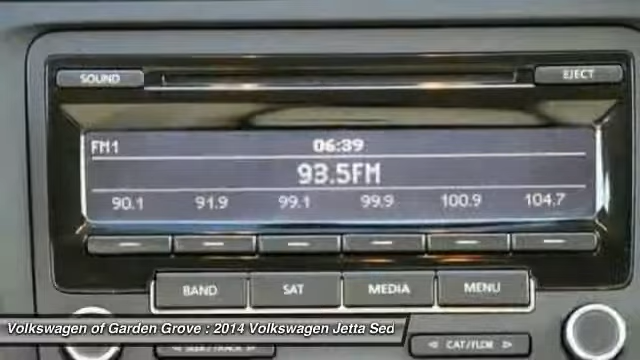 SOUND
EJECT
FM1 06:39
93.5FM
90.1 91.9 99.1 99.9 100.9 104.7
BAND SAT MEDIA MENU
Volkswagen of Garden Grove : 2014 Volkswagen Jetta Sed
CAT/FLDR